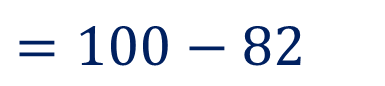 = 100 − 82